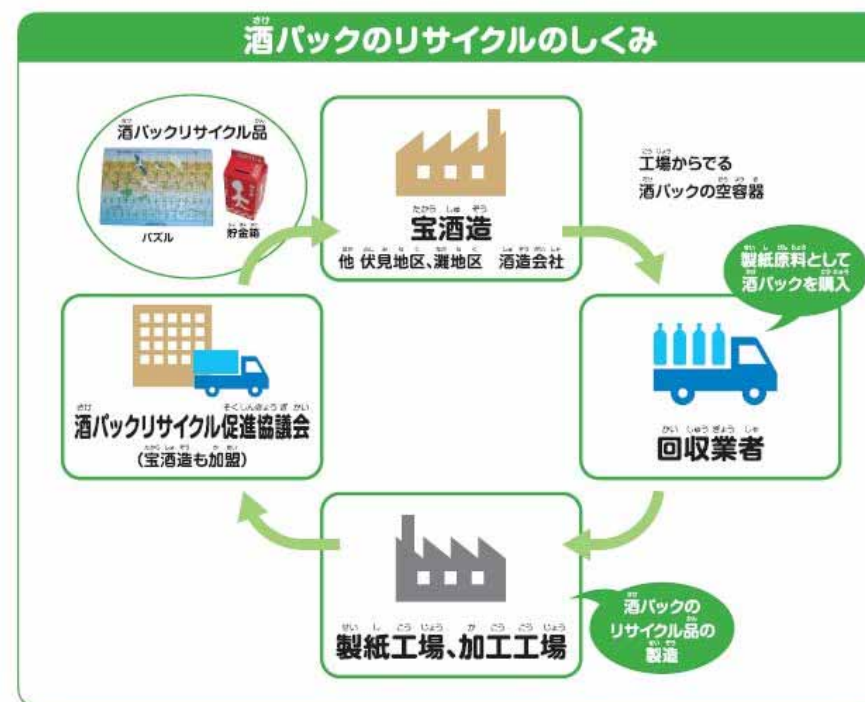 酒パックのリサイクルのしくみ
酒パックリサイクル品
パズル
貯金箱
宝酒造
他 伏見地区、灘地区 酒造会社
工場からでる
酒パックの空容器
製紙原料として
酒パックを購入
回収業者
酒パックの
リサイクル品の
製造
製紙工場、加工工場
酒パックリサイクル促進協議会
(宝酒造も加盟)